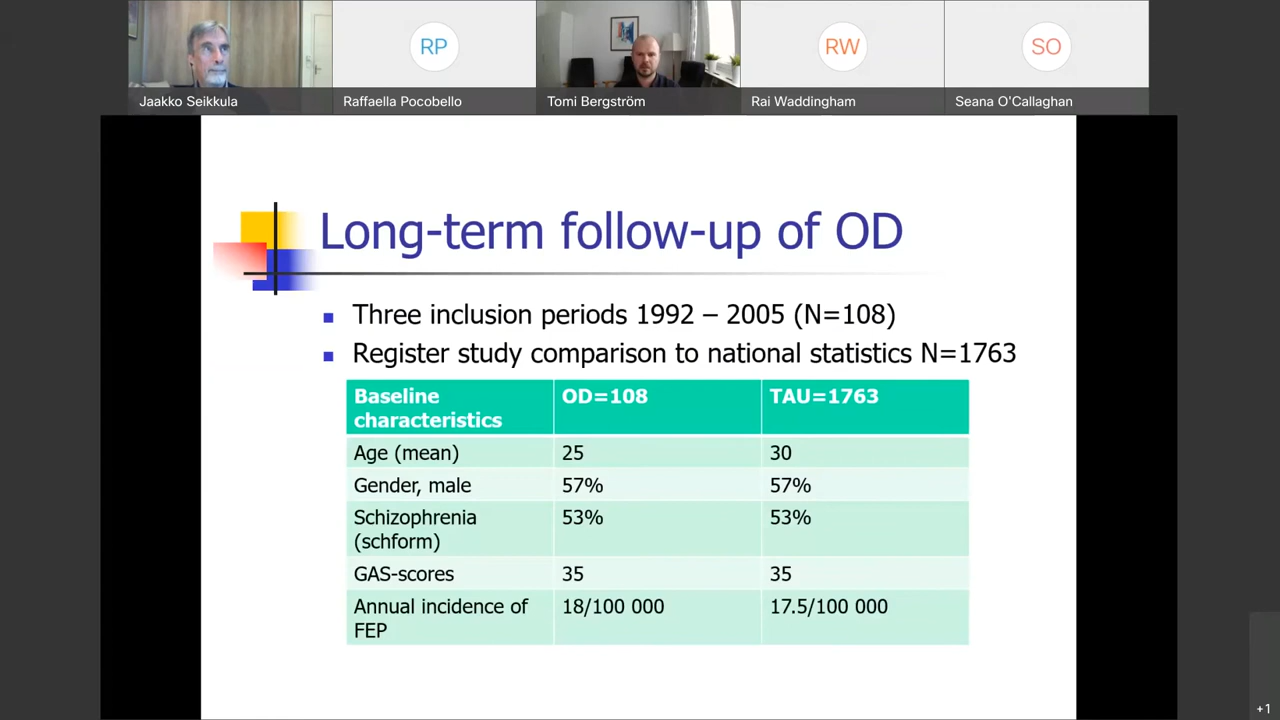 RP
RW
SO
Jaakko Seikkula
Raffaella Pocobello
Tomi Bergström
Rai Waddingham
Seana O'Callaghan
Long-term follow-up of OD
Three inclusion periods 1992 – 2005 (N=108)
Register study comparison to national statistics N=1763
Baseline characteristics OD=108 TAU=1763
Age (mean) 25 30
Gender, male 57% 57%
Schizophrenia (schform) 53% 53%
GAS-scores 35 35
Annual incidence of FEP 18/100 000 17.5/100 000
+1